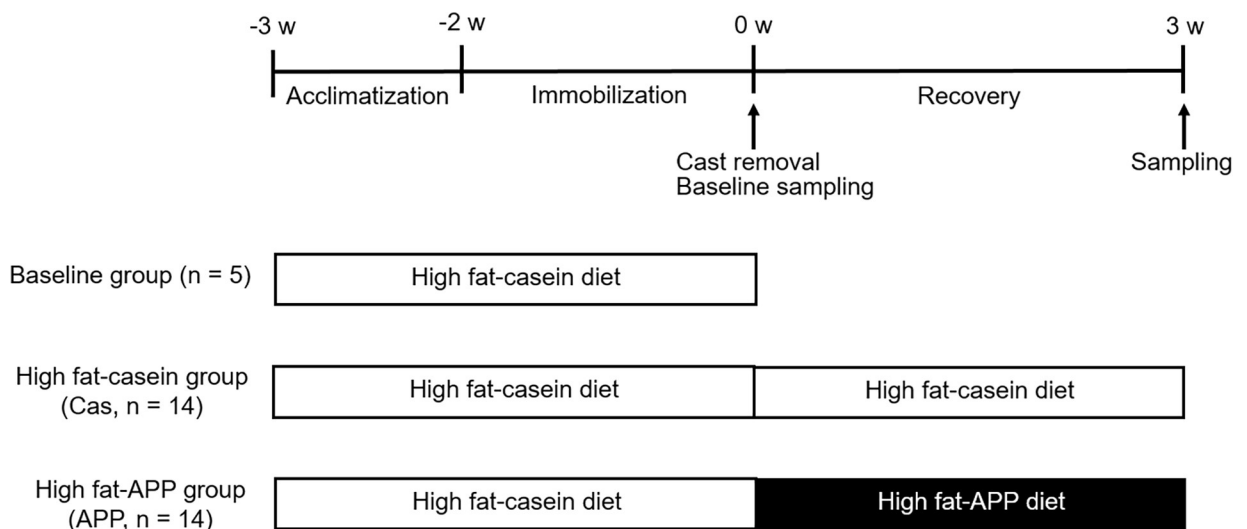 -3 w
-2 w
0 w
3 w
Acclimatization
Immobilization
Recovery
Cast removal
Baseline sampling
Sampling
Baseline group (n = 5)
High fat-casein diet
High fat-casein group
(Cas, n = 14)
High fat-casein diet
High fat-casein diet
High fat-APP group
(APP, n = 14)
High fat-casein diet
High fat-APP diet